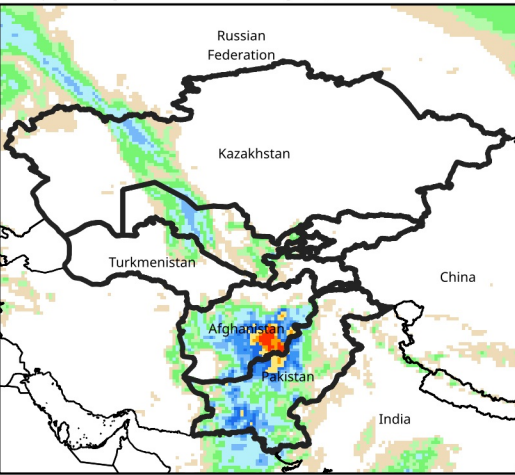 Russian
Federation
Kazakhstan
Turkmenistan
China
Afghanistan
Pakistan
India